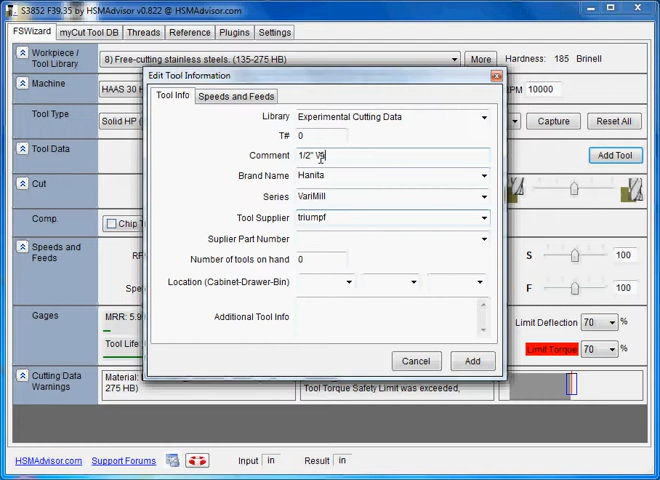 S3852 F39.35 by HSMAdvisor v0.822 @ HSMAdvisor.com
FSWizard myCut Tool DB Threads Reference Plugins Settings
Workpiece / Tool Library
8) Free-cutting stainless steels. (135-275 HB)
More
Hardness: 185 Brinell
Machine
HAAS 30 H
RPM 10000
Tool Type
Solid HP (
Capture
Reset All
Tool Data
Add Tool
Cut
Comp.
Chip T
Speeds and Feeds
S 100
F 100
Gages
MRR: 5.9
Tool Life:
Limit Deflection 70 %
Limit Torque 70 %
Cutting Data Warnings
Material:
275 HB)
Tool Torque Safety Limit was exceeded,
Edit Tool Information
Tool Info Speeds and Feeds
Library Experimental Cutting Data
T# 0
Comment 1/2"
Brand Name Hanita
Series VariMill
Tool Supplier triumpf
Suplier Part Number
Number of tools on hand 0
Location (Cabinet-Drawer-Bin)
Additional Tool Info
Cancel Add
HSMAdvisor.com Support Forums Input in Result in